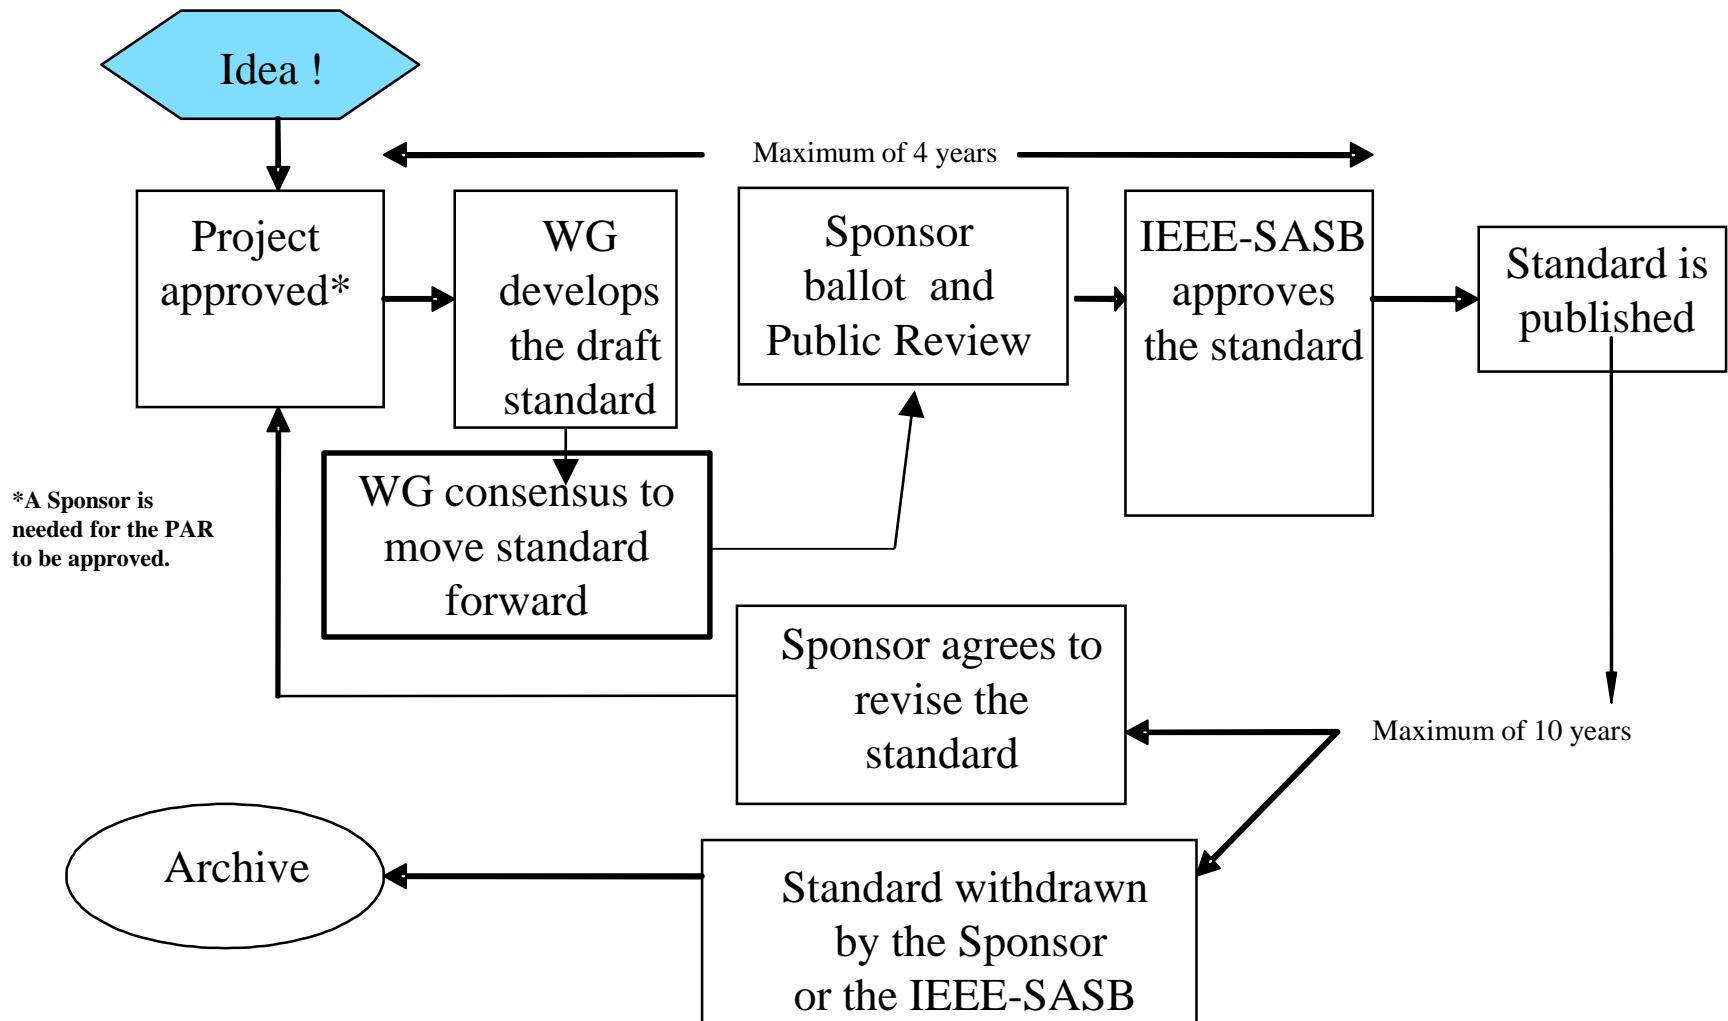 Idea !
Maximum of 4 years
Project
approved*
WG
develops
the draft
standard
Sponsor
ballot and
Public Review
IEEE-SASB
approves
the standard
Standard is
published
WG consensus to
move standard
forward
*A Sponsor is
needed for the PAR
to be approved.
Sponsor agrees to
revise the
standard
Maximum of 10 years
Archive
Standard withdrawn
by the Sponsor
or the IEEE-SASB